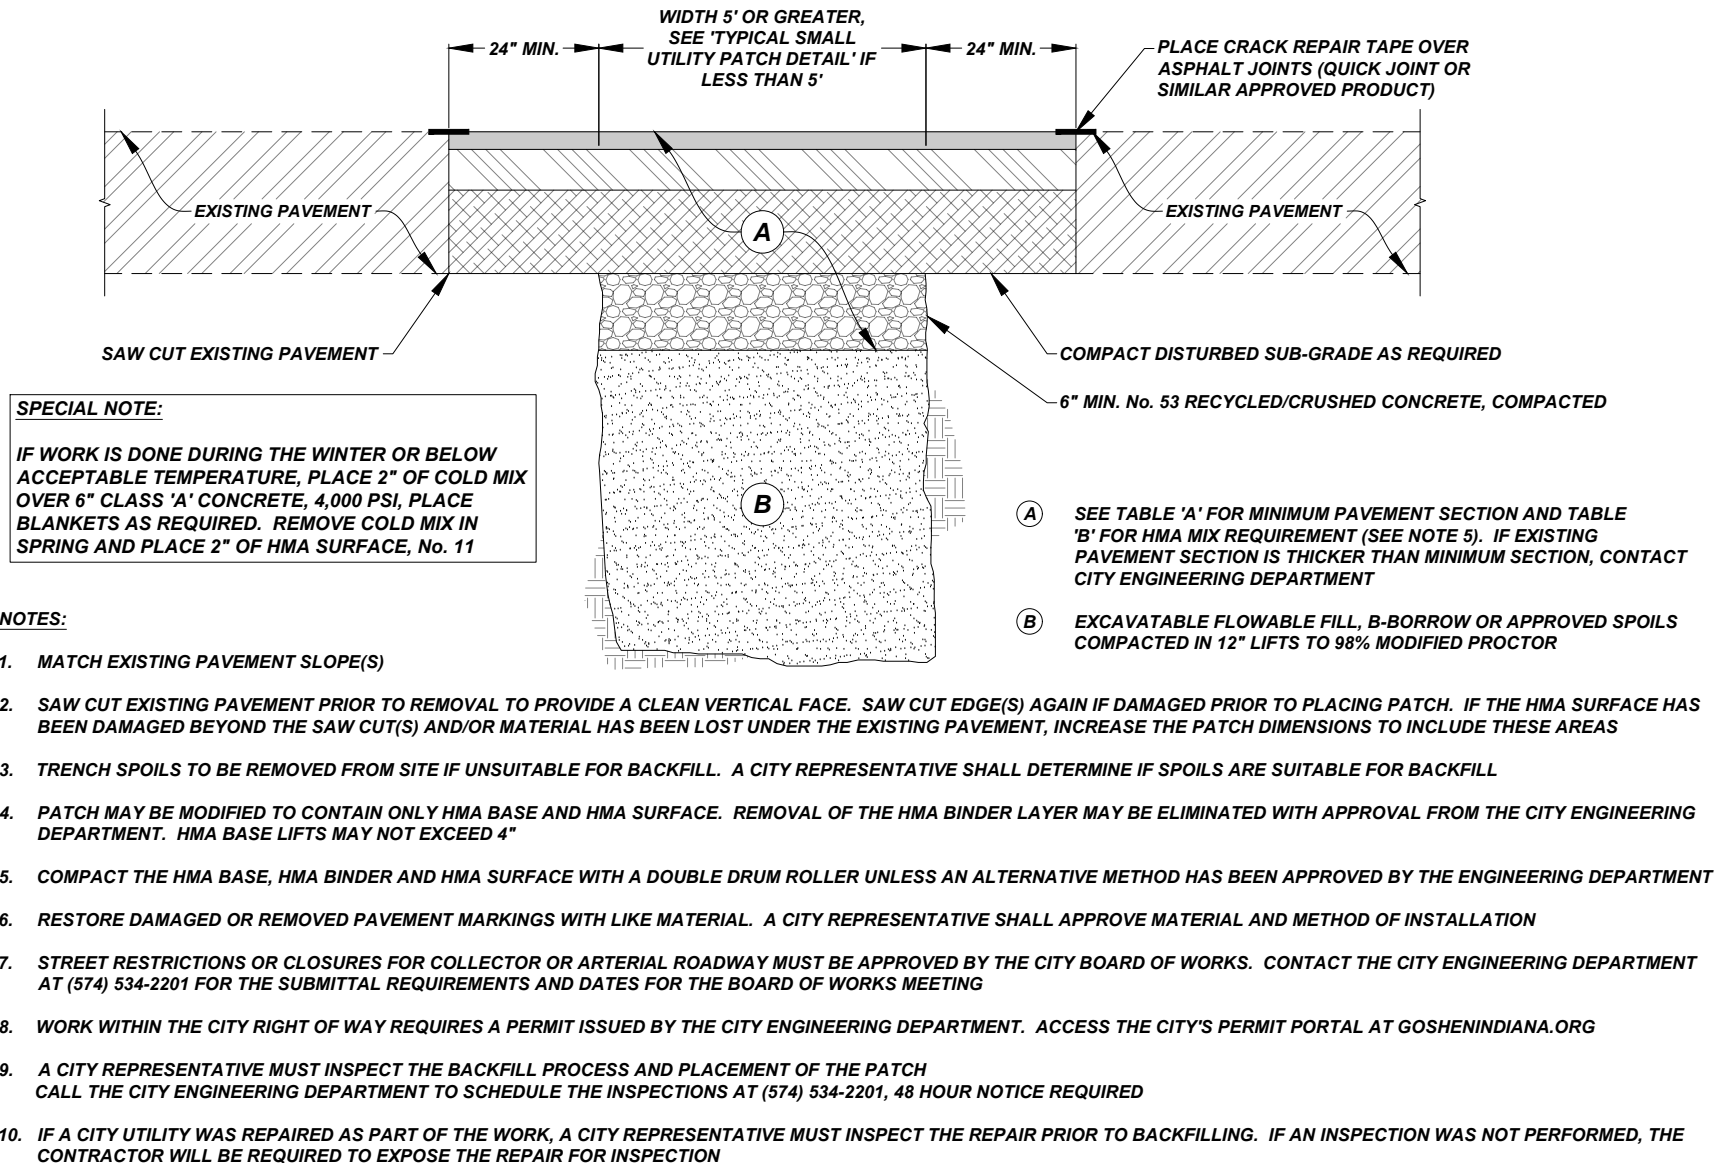 WIDTH 5' OR GREATER,
SEE 'TYPICAL SMALL
UTILITY PATCH DETAIL' IF
LESS THAN 5'
24" MIN.
24" MIN.
PLACE CRACK REPAIR TAPE OVER
ASPHALT JOINTS (QUICK JOINT OR
SIMILAR APPROVED PRODUCT)
EXISTING PAVEMENT
A
EXISTING PAVEMENT
SAW CUT EXISTING PAVEMENT
COMPACT DISTURBED SUB-GRADE AS REQUIRED
6" MIN. No. 53 RECYCLED/CRUSHED CONCRETE, COMPACTED
SPECIAL NOTE:
IF WORK IS DONE DURING THE WINTER OR BELOW
ACCEPTABLE TEMPERATURE, PLACE 2" OF COLD MIX
OVER 6" CLASS 'A' CONCRETE, 4,000 PSI, PLACE
BLANKETS AS REQUIRED. REMOVE COLD MIX IN
SPRING AND PLACE 2" OF HMA SURFACE, No. 11
B
A SEE TABLE 'A' FOR MINIMUM PAVEMENT SECTION AND TABLE
'B' FOR HMA MIX REQUIREMENT (SEE NOTE 5). IF EXISTING
PAVEMENT SECTION IS THICKER THAN MINIMUM SECTION, CONTACT
CITY ENGINEERING DEPARTMENT
B EXCAVATABLE FLOWABLE FILL, B-BORROW OR APPROVED SPOILS
COMPACTED IN 12" LIFTS TO 98% MODIFIED PROCTOR
NOTES:
1. MATCH EXISTING PAVEMENT SLOPE(S)
2. SAW CUT EXISTING PAVEMENT PRIOR TO REMOVAL TO PROVIDE A CLEAN VERTICAL FACE. SAW CUT EDGE(S) AGAIN IF DAMAGED PRIOR TO PLACING PATCH. IF THE HMA SURFACE HAS
BEEN DAMAGED BEYOND THE SAW CUT(S) AND/OR MATERIAL HAS BEEN LOST UNDER THE EXISTING PAVEMENT, INCREASE THE PATCH DIMENSIONS TO INCLUDE THESE AREAS
3. TRENCH SPOILS TO BE REMOVED FROM SITE IF UNSUITABLE FOR BACKFILL. A CITY REPRESENTATIVE SHALL DETERMINE IF SPOILS ARE SUITABLE FOR BACKFILL
4. PATCH MAY BE MODIFIED TO CONTAIN ONLY HMA BASE AND HMA SURFACE. REMOVAL OF THE HMA BINDER LAYER MAY BE ELIMINATED WITH APPROVAL FROM THE CITY ENGINEERING
DEPARTMENT. HMA BASE LIFTS MAY NOT EXCEED 4"
5. COMPACT THE HMA BASE, HMA BINDER AND HMA SURFACE WITH A DOUBLE DRUM ROLLER UNLESS AN ALTERNATIVE METHOD HAS BEEN APPROVED BY THE ENGINEERING DEPARTMENT
6. RESTORE DAMAGED OR REMOVED PAVEMENT MARKINGS WITH LIKE MATERIAL. A CITY REPRESENTATIVE SHALL APPROVE MATERIAL AND METHOD OF INSTALLATION
7. STREET RESTRICTIONS OR CLOSURES FOR COLLECTOR OR ARTERIAL ROADWAY MUST BE APPROVED BY THE CITY BOARD OF WORKS. CONTACT THE CITY ENGINEERING DEPARTMENT
AT (574) 534-2201 FOR THE SUBMITTAL REQUIREMENTS AND DATES FOR THE BOARD OF WORKS MEETING
8. WORK WITHIN THE CITY RIGHT OF WAY REQUIRES A PERMIT ISSUED BY THE CITY ENGINEERING DEPARTMENT. ACCESS THE CITY'S PERMIT PORTAL AT GOSHENINDIANA.ORG
9. A CITY REPRESENTATIVE MUST INSPECT THE BACKFILL PROCESS AND PLACEMENT OF THE PATCH
CALL THE CITY ENGINEERING DEPARTMENT TO SCHEDULE THE INSPECTIONS AT (574) 534-2201, 48 HOUR NOTICE REQUIRED
10. IF A CITY UTILITY WAS REPAIRED AS PART OF THE WORK, A CITY REPRESENTATIVE MUST INSPECT THE REPAIR PRIOR TO BACKFILLING. IF AN INSPECTION WAS NOT PERFORMED, THE
CONTRACTOR WILL BE REQUIRED TO EXPOSE THE REPAIR FOR INSPECTION